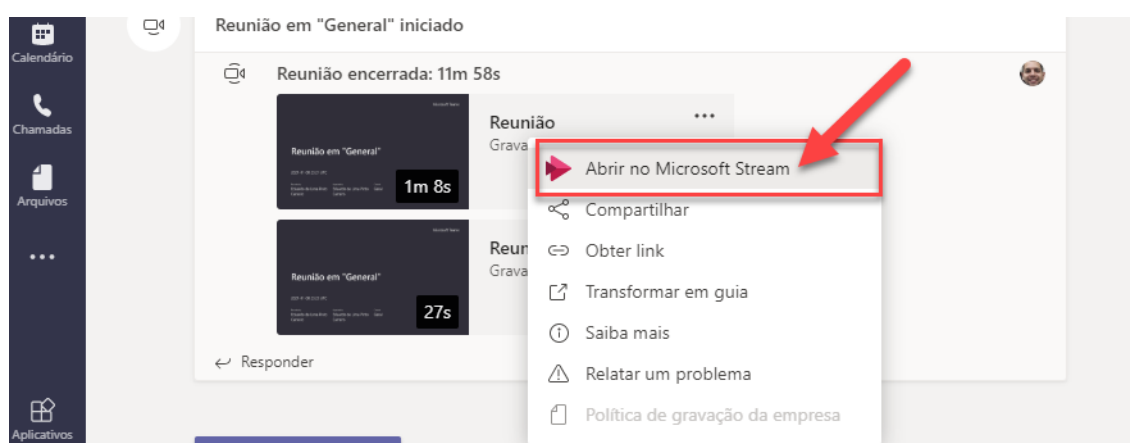 Reunião em "General" iniciado
Calendário
Reunião encerrada: 11m 58s
Chamadas
Reunião
Grava
Reunião em "General"
1m 8s
Abrir no Microsoft Stream
Arquivos
Compartilhar
Reun
Grava
Obter link
Reunião em "General"
27s
Transformar em guia
Saiba mais
Responder
Relatar um problema
Política de gravação da empresa
Aplicativos